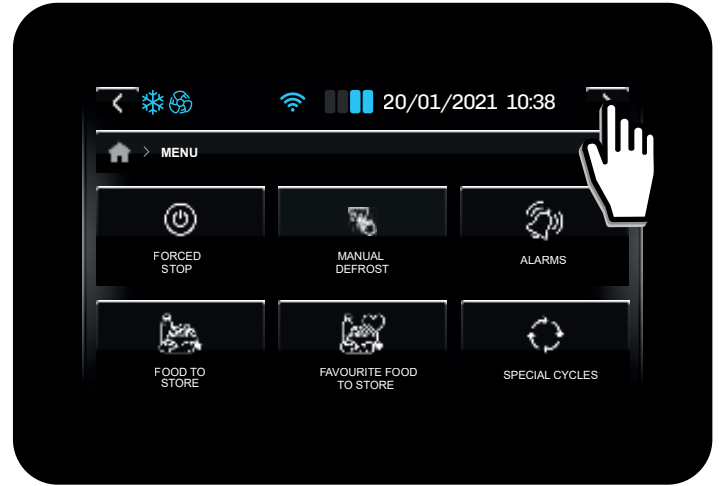 20/01/2021 10:38
MENU
FORCED
STOP
MANUAL
DEFROST
ALARMS
FOOD TO
STORE
FAVOURITE FOOD
TO STORE
SPECIAL CYCLES